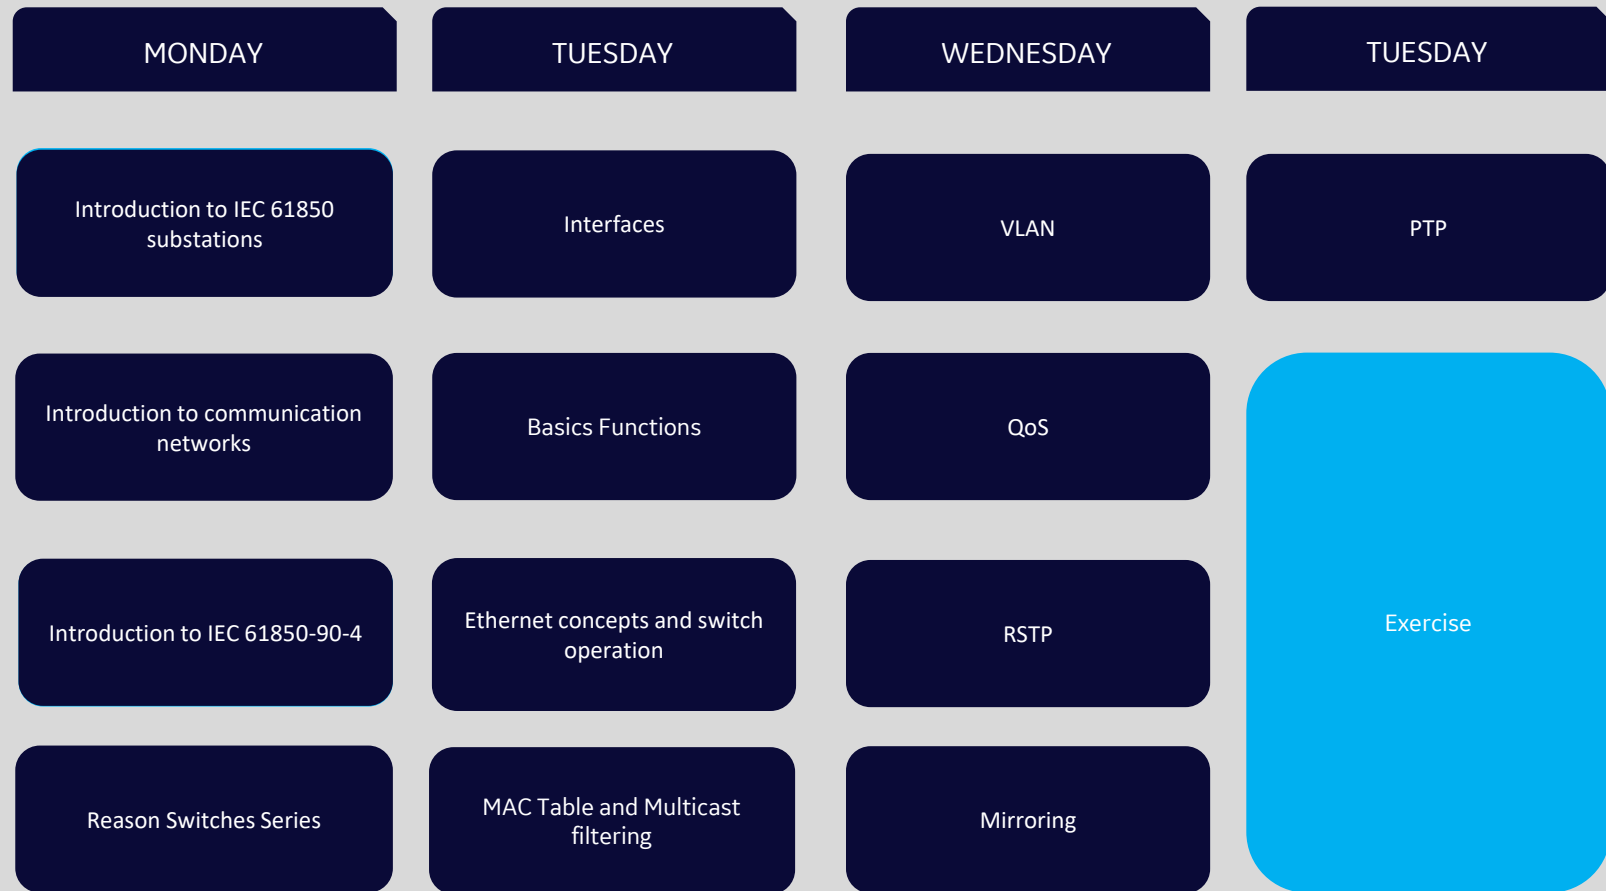 MONDAY
TUESDAY
WEDNESDAY
TUESDAY
Introduction to IEC 61850
substations
Interfaces
VLAN
PTP
Introduction to communication
networks
Basics Functions
QoS
Exercise
Introduction to IEC 61850-90-4
Ethernet concepts and switch
operation
RSTP
Reason Switches Series
MAC Table and Multicast
filtering
Mirroring